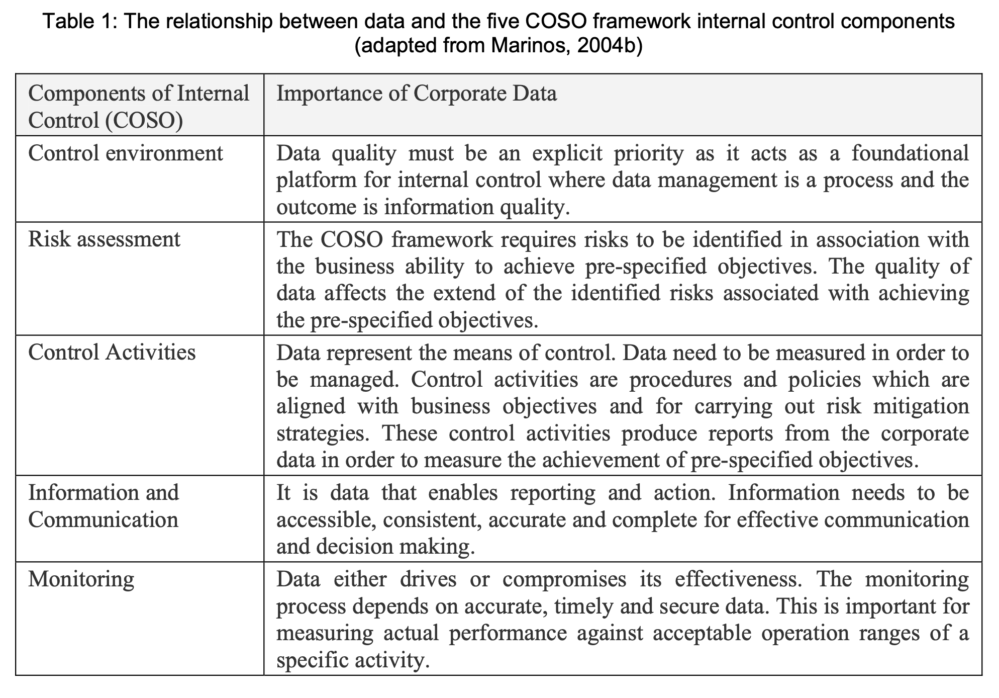 Table 1: The relationship between data and the five COSO framework internal control components
(adapted from Marinos, 2004b)
Components of Internal
Control (COSO)
Importance of Corporate Data
Control environment
Data quality must be an explicit priority as it acts as a foundational
platform for internal control where data management is a process and the
outcome is information quality.
Risk assessment
The COSO framework requires risks to be identified in association with
the business ability to achieve pre-specified objectives. The quality of
data affects the extend of the identified risks associated with achieving
the pre-specified objectives.
Control Activities
Data represent the means of control. Data need to be measured in order to
be managed. Control activities are procedures and policies which are
aligned with business objectives and for carrying out risk mitigation
strategies. These control activities produce reports from the corporate
data in order to measure the achievement of pre-specified objectives.
Information and
Communication
It is data that enables reporting and action. Information needs to be
accessible, consistent, accurate and complete for effective communication
and decision making.
Monitoring
Data either drives or compromises its effectiveness. The monitoring
process depends on accurate, timely and secure data. This is important for
measuring actual performance against acceptable operation ranges of a
specific activity.